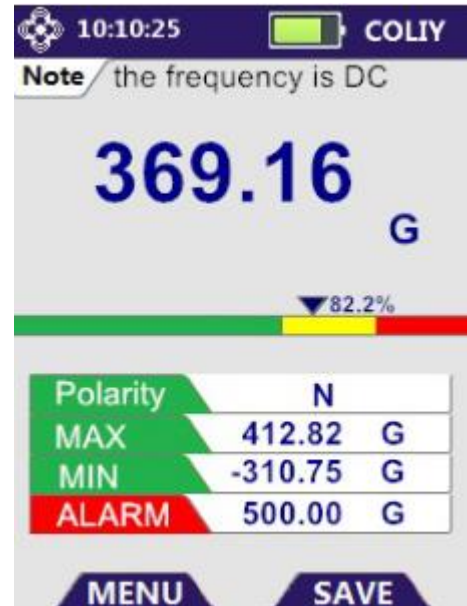 10:10:25 COLIY
Note the frequency is DC
369.16
G
82.2%
Polarity N
MAX 412.82 G
MIN -310.75 G
ALARM 500.00 G
MENU SAVE